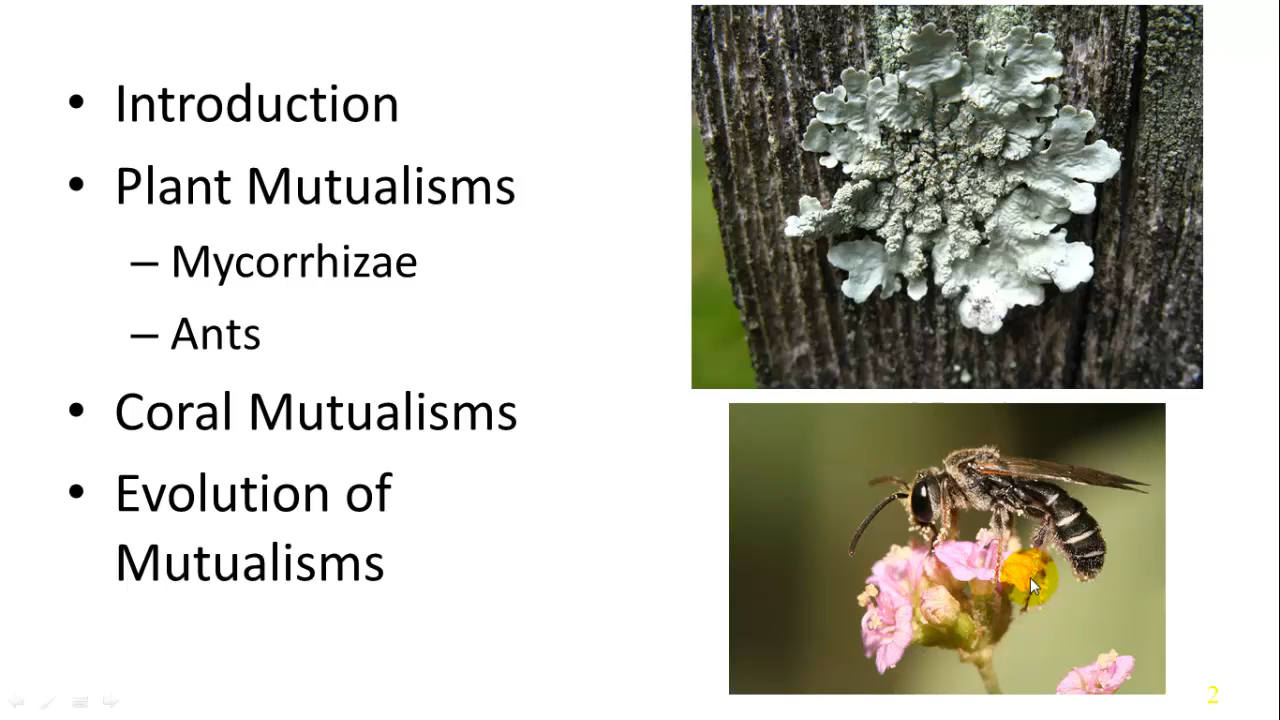 • Introduction
• Plant Mutualisms
– Mycorrhizae
– Ants
• Coral Mutualisms
• Evolution of
Mutualisms
2